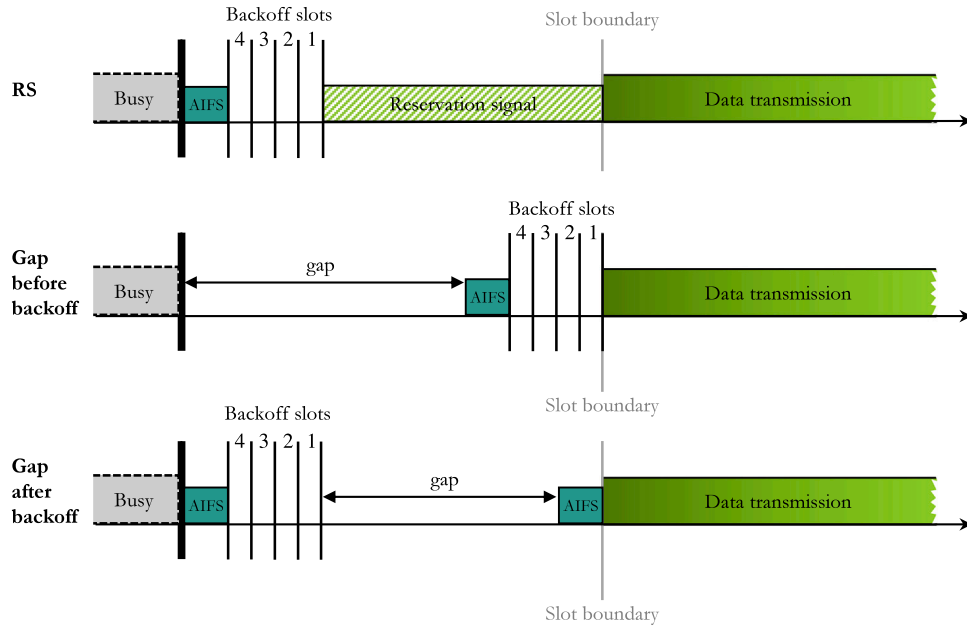 Slot boundary
Backoff slots
4 3 2 1
RS
Busy
AIFS
Reservation signal
Data transmission
Backoff slots
4 3 2 1
Gap
before
backoff
gap
Busy
AIFS
Data transmission
Slot boundary
Backoff slots
4 3 2 1
Gap
after
backoff
gap
Busy
AIFS
AIFS
Data transmission
Slot boundary